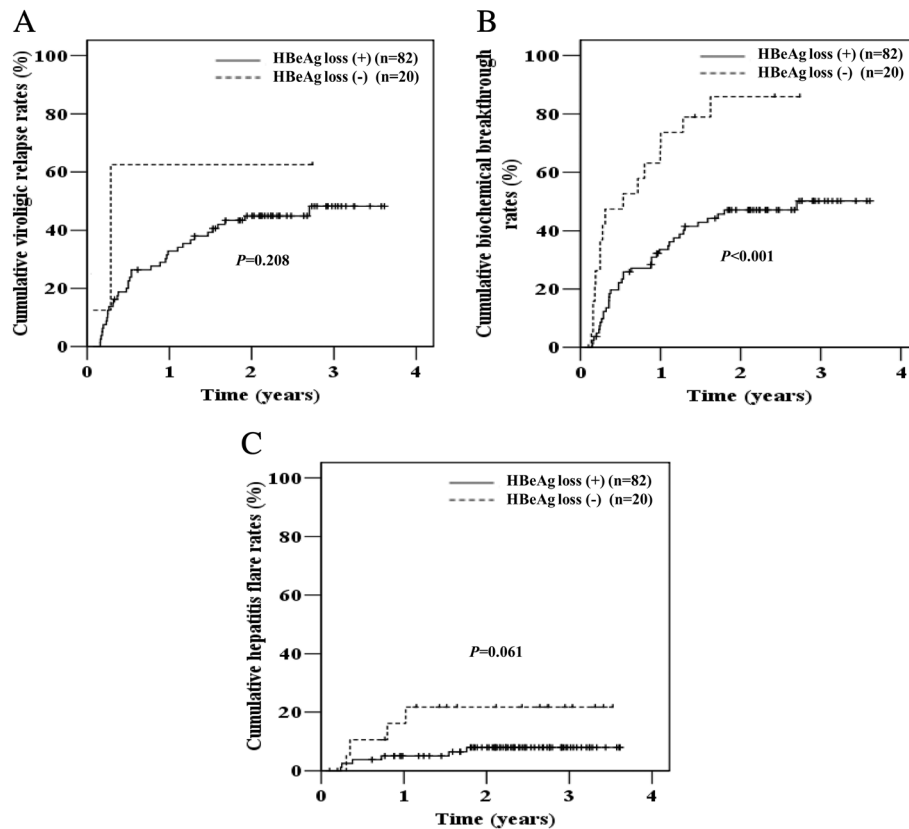 A
Cumulative viroligic relapse rates (%)
100
80
60
40
20
0
HBeAg loss (+) (n=82)
HBeAg loss (-) (n=20)
P=0.208
0 1 2 3 4
Time (years)
B
Cumulative biochemical breakthrough
rates (%)
100
80
60
40
20
0
HBeAg loss (+) (n=82)
HBeAg loss (-) (n=20)
P<0.001
0 1 2 3 4
Time (years)
C
Cumulative hepatitis flare rates (%)
100
80
60
40
20
0
HBeAg loss (+) (n=82)
HBeAg loss (-) (n=20)
P=0.061
0 1 2 3 4
Time (years)